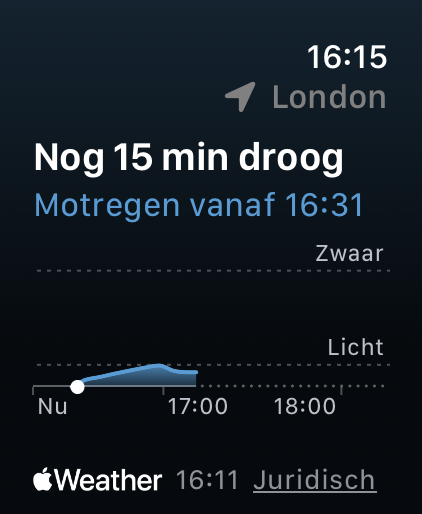 16:15
London
Nog 15 min droog
Motregen vanaf 16:31
Zwaar
Licht
Nu 17:00 18:00
Weather 16:11 Juridisch